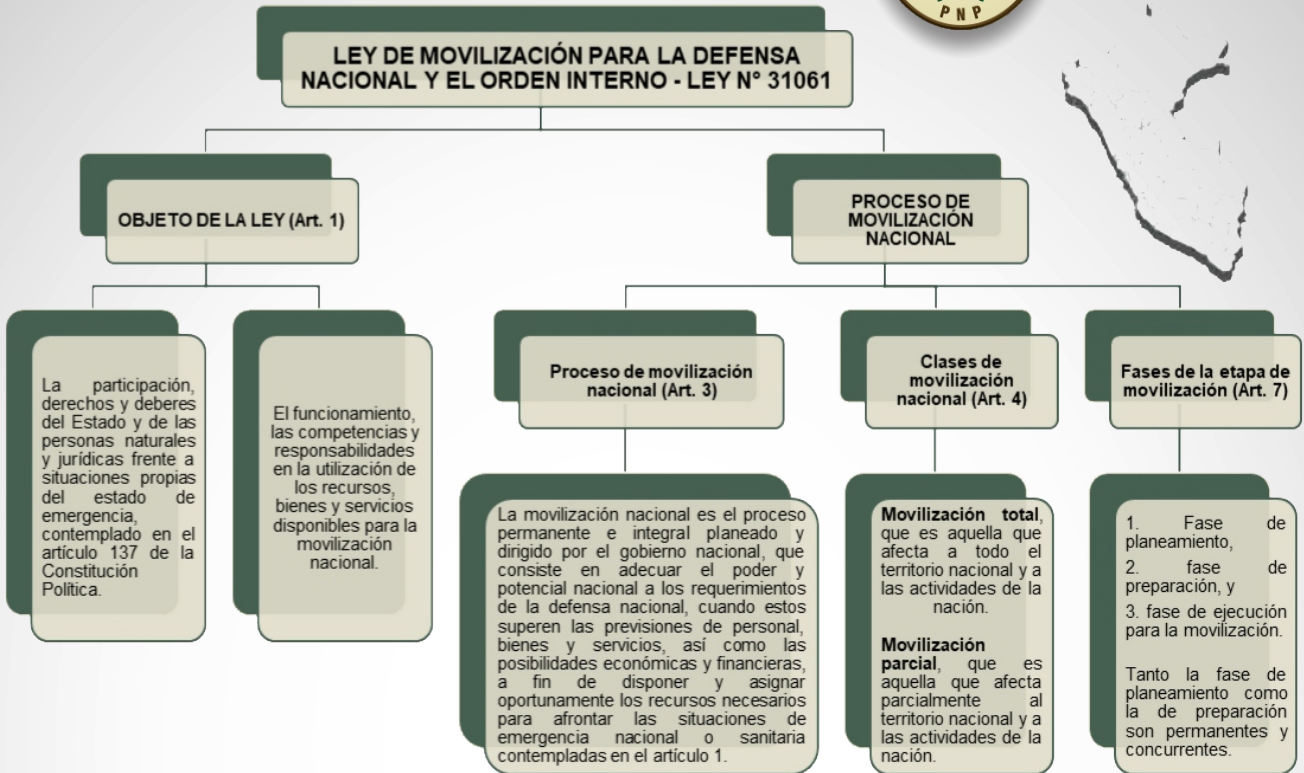 PNP
LEY DE MOVILIZACIÓN PARA LA DEFENSA
NACIONAL Y EL ORDEN INTERNO - LEY N° 31061
OBJETO DE LA LEY (Art. 1)
La participación,
derechos y deberes
del Estado y de las
personas naturales
y jurídicas frente a
situaciones propias
del estado de
emergencia,
contemplado en el
artículo 137 de la
Constitución
Política.
El funcionamiento,
las competencias y
responsabilidades
en la utilización de
los recursos,
bienes y servicios
disponibles para la
movilización
nacional.
PROCESO DE
MOVILIZACIÓN
NACIONAL
Proceso de movilización
nacional (Art. 3)
La movilización nacional es el proceso
permanente e integral planeado y
dirigido por el gobierno nacional, que
consiste en adecuar el poder y
potencial nacional a los requerimientos
de la defensa nacional, cuando estos
superen las previsiones de personal,
bienes y servicios, así como las
posibilidades económicas y financieras,
a fin de disponer y asignar
oportunamente los recursos necesarios
para afrontar las situaciones de
emergencia nacional o sanitaria
contempladas en el artículo 1.
Clases de
movilización
nacional (Art. 4)
Movilización total,
que es aquella que
afecta a todo el
territorio nacional y a
las actividades de la
nación.
Movilización
parcial, que es
aquella que afecta
parcialmente al
territorio nacional y a
las actividades de la
nación.
Fases de la etapa de
movilización (Art. 7)
1. Fase de
planeamiento,
2. fase de
preparación, y
3. fase de ejecución
para la movilización.
Tanto la fase de
planeamiento como
la de preparación
son permanentes y
concurrentes.